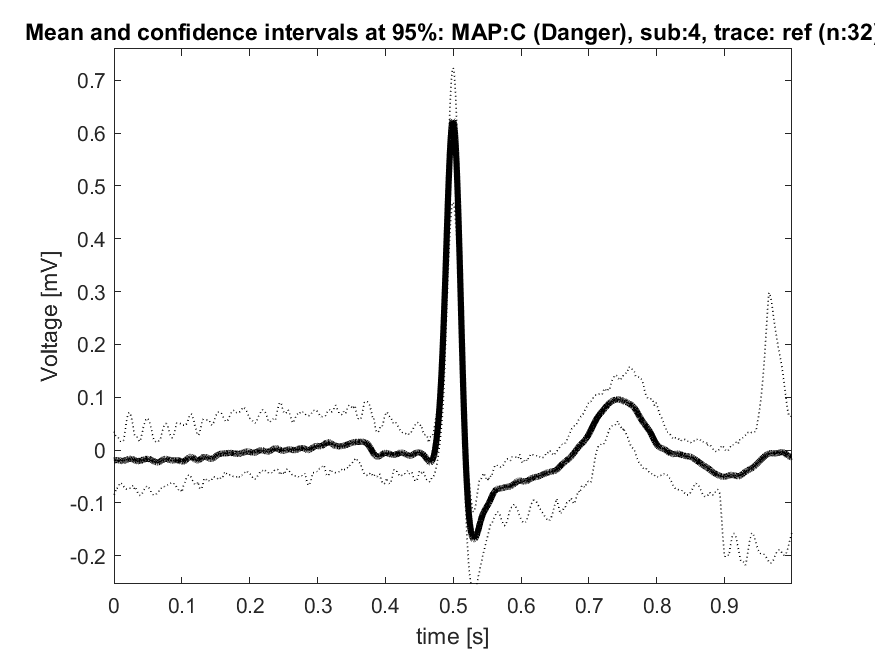 Mean and confidence intervals at 95%: MAP:C (Danger), sub:4, trace: ref (n:32)
0.7
0.6
0.5
0.4
0.3
0.2
0.1
0
-0.1
-0.2
Voltage [mV]
0 0.1 0.2 0.3 0.4 0.5 0.6 0.7 0.8 0.9
time [s]